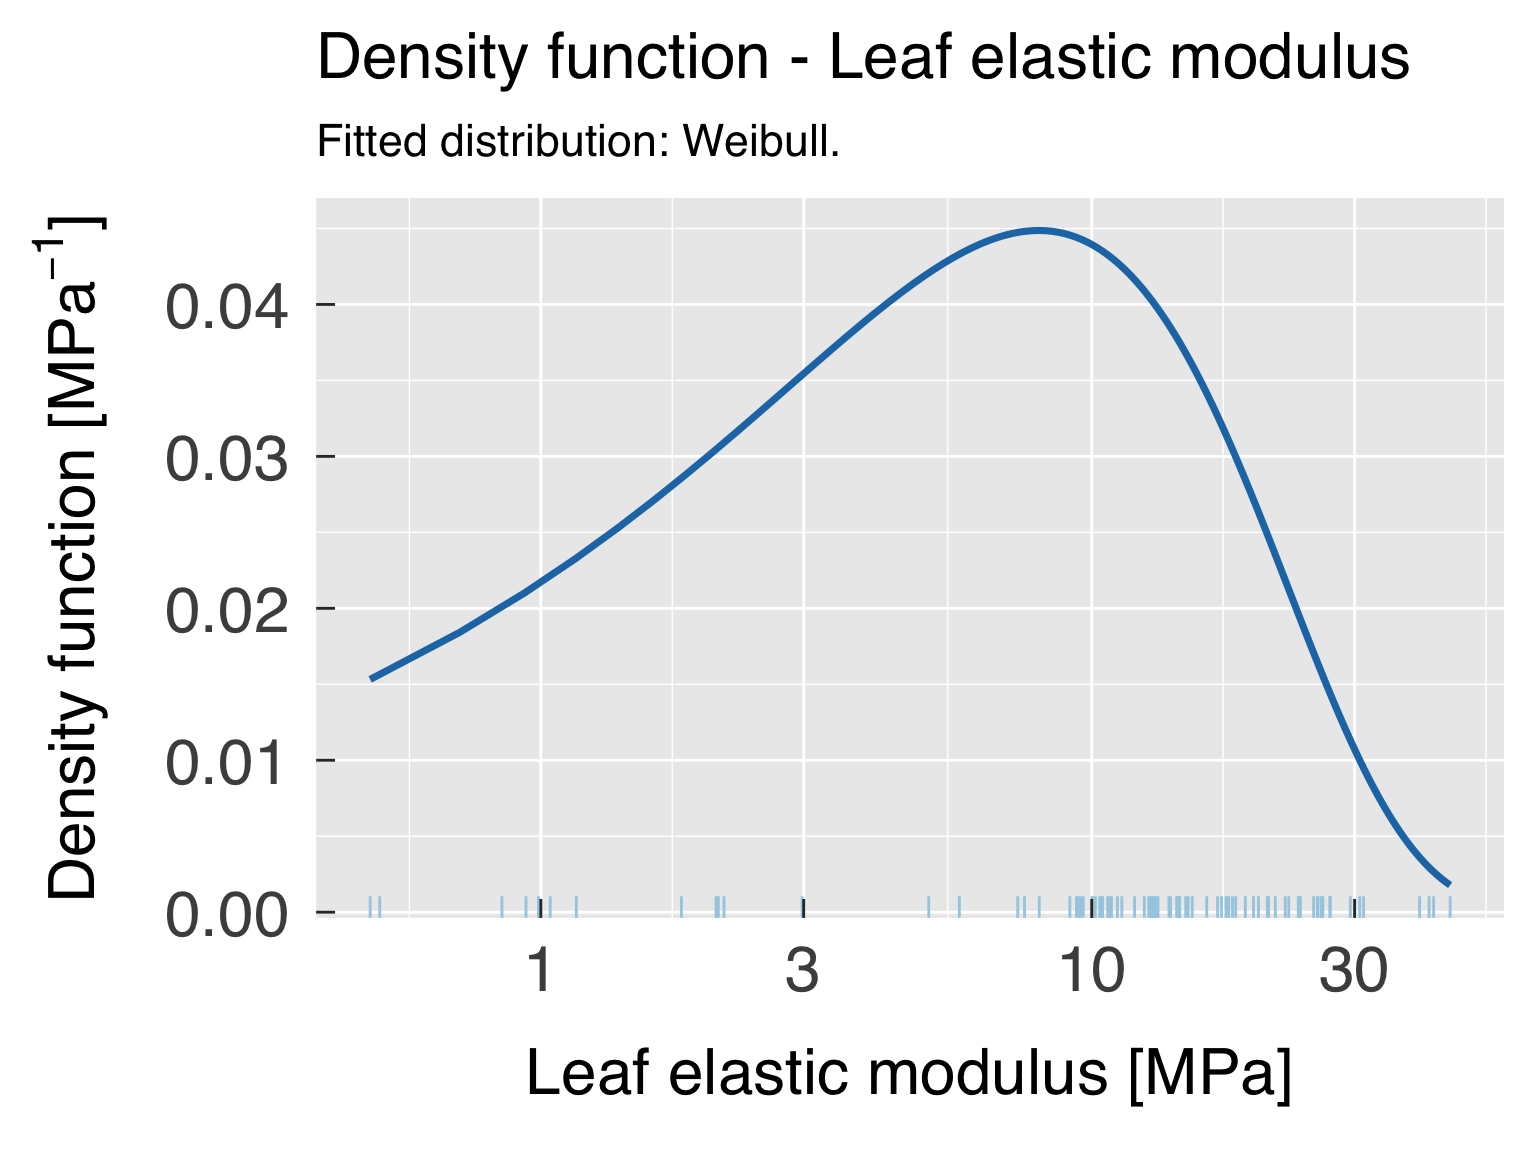 Density function - Leaf elastic modulus
Fitted distribution: Weibull.
Density function [MPa⁻¹]
0.04
0.03
0.02
0.01
0.00
1 3 10 30
Leaf elastic modulus [MPa]